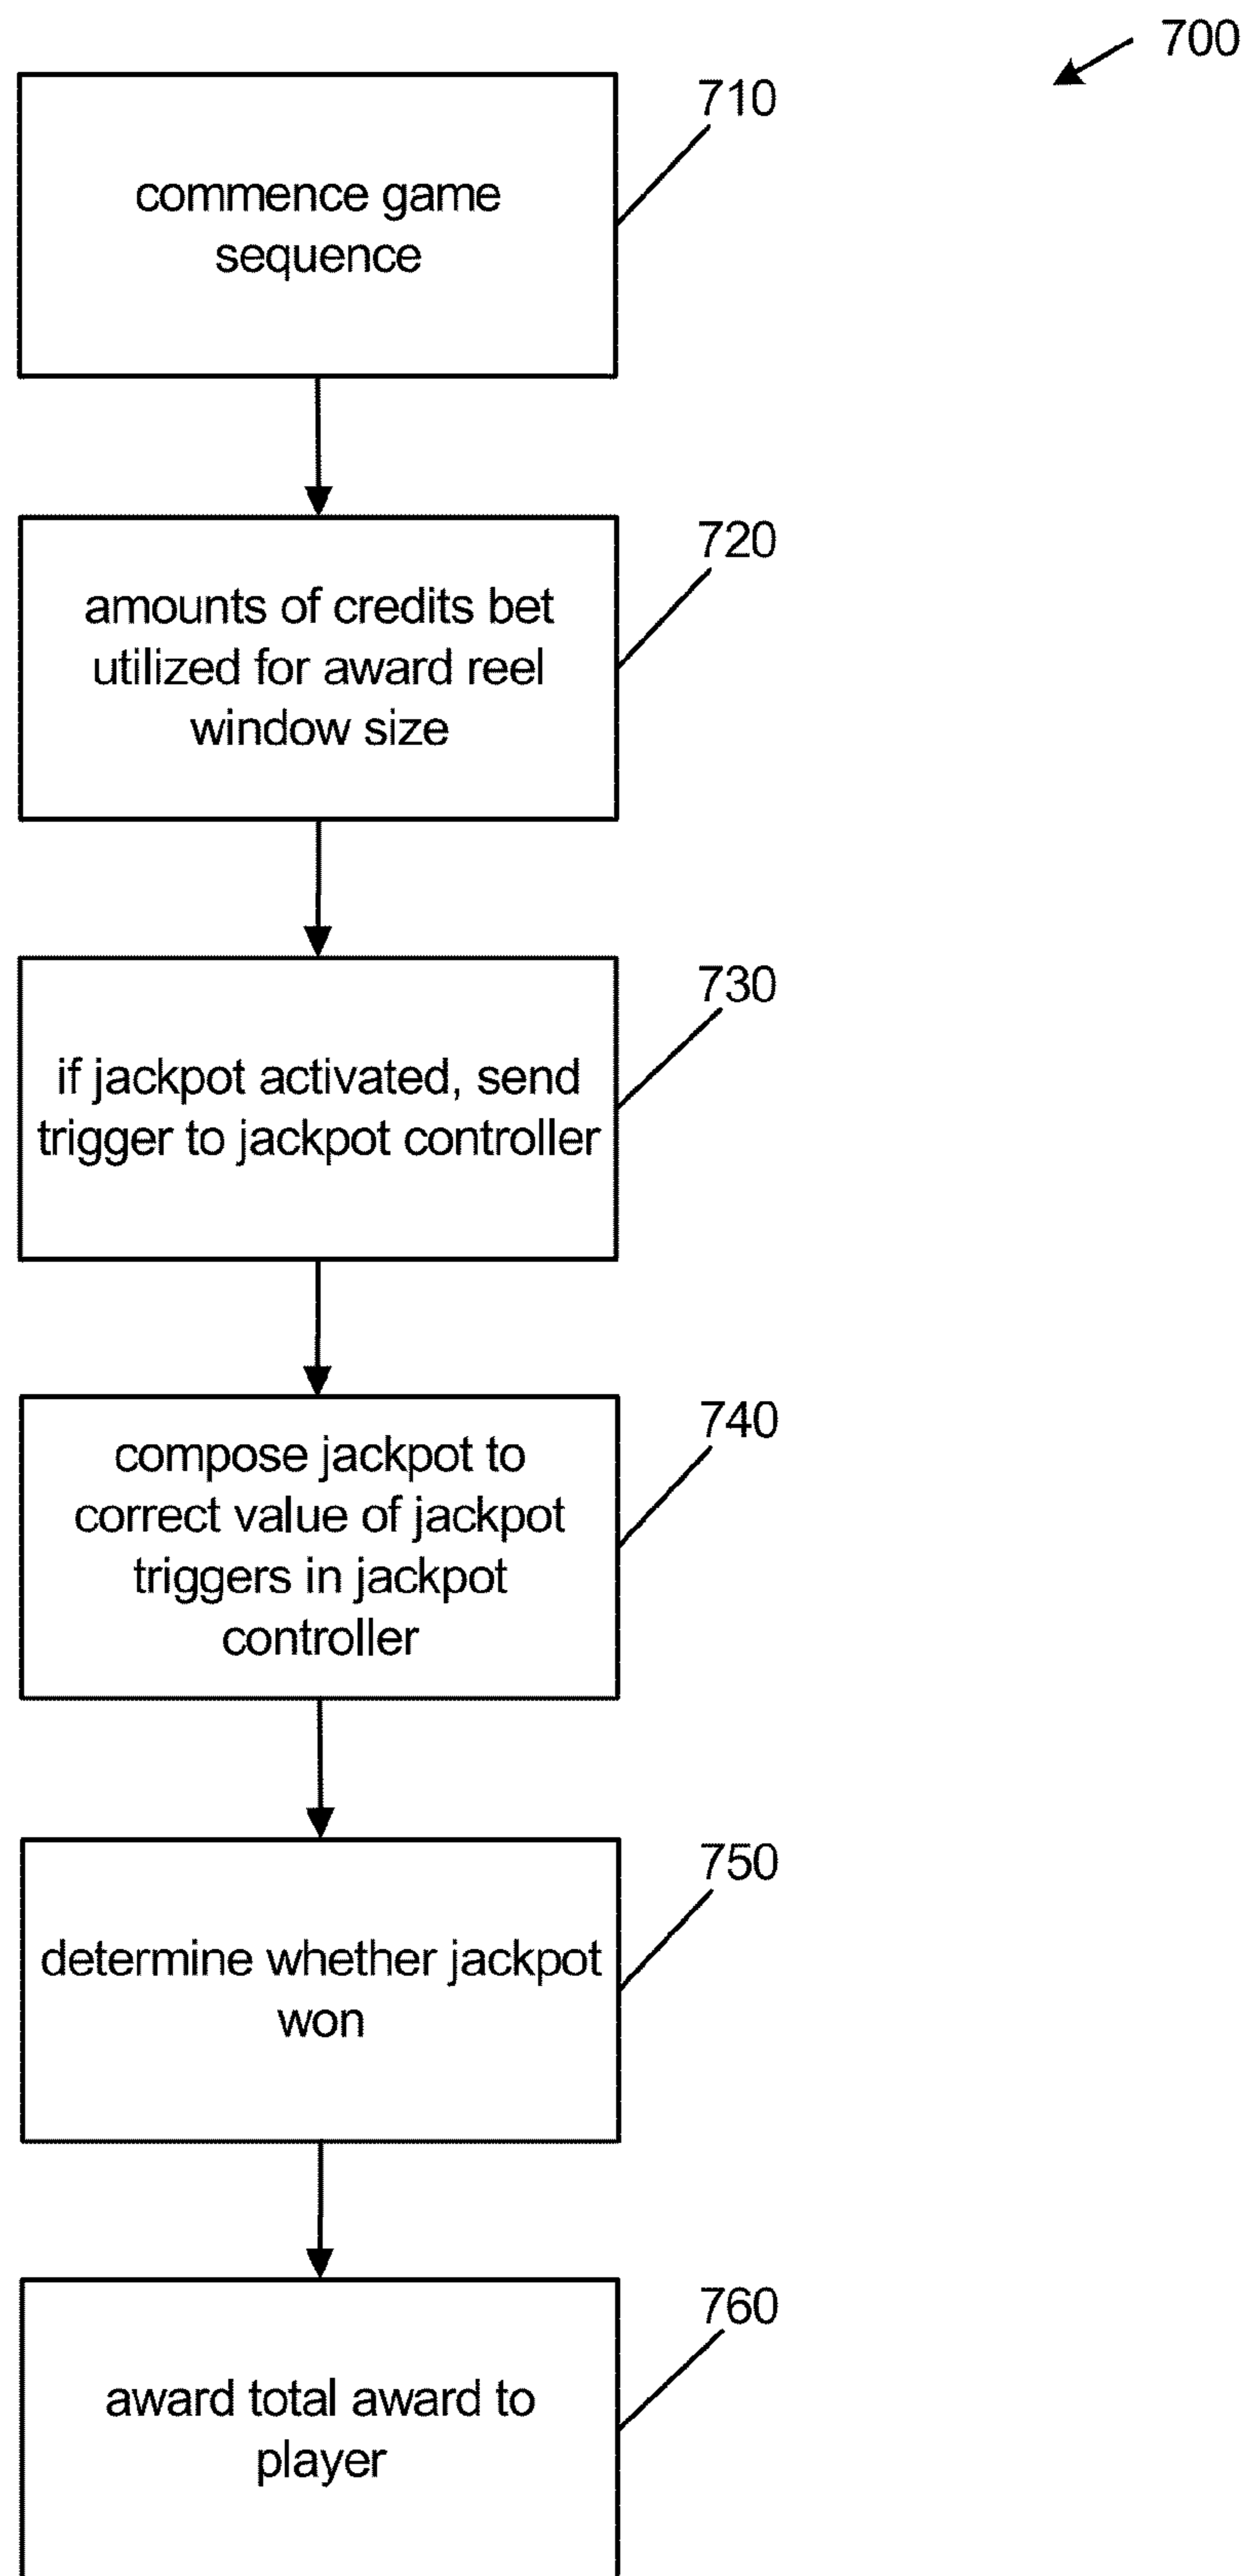 700
710
commence game
sequence
720
amounts of credits bet
utilized for award reel
window size
730
if jackpot activated, send
trigger to jackpot controller
740
compose jackpot to
correct value of jackpot
triggers in jackpot
controller
750
determine whether jackpot
won
760
award total award to
player